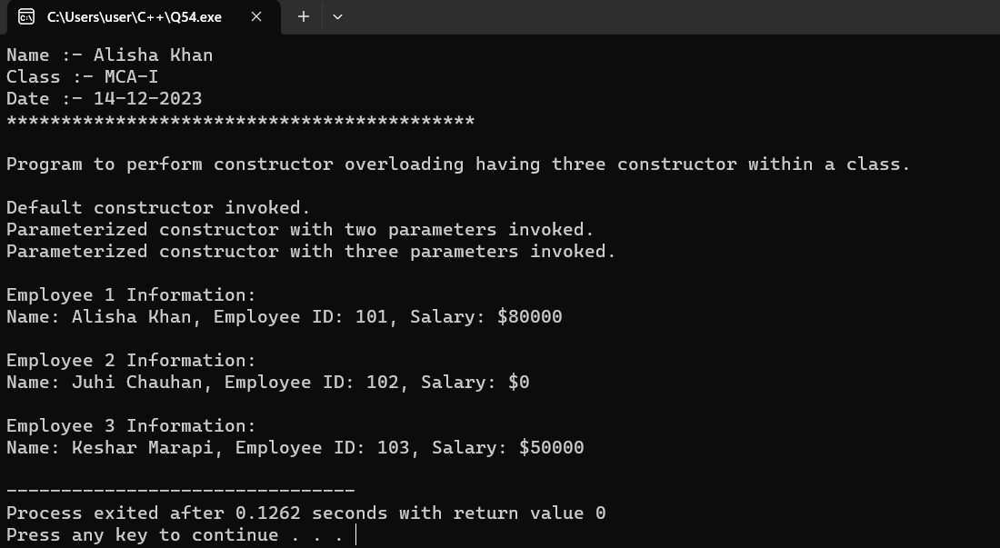 C:\Users\user\C++\Q54.exe
Name :- Alisha Khan
Class :- MCA-I
Date :- 14-12-2023
*******************************************
Program to perform constructor overloading having three constructor within a class.
Default constructor invoked.
Parameterized constructor with two parameters invoked.
Parameterized constructor with three parameters invoked.
Employee 1 Information:
Name: Alisha Khan, Employee ID: 101, Salary: $80000
Employee 2 Information:
Name: Juhi Chauhan, Employee ID: 102, Salary: $0
Employee 3 Information:
Name: Keshar Marapi, Employee ID: 103, Salary: $50000
--------------------------------
Process exited after 0.1262 seconds with return value 0
Press any key to continue . . .